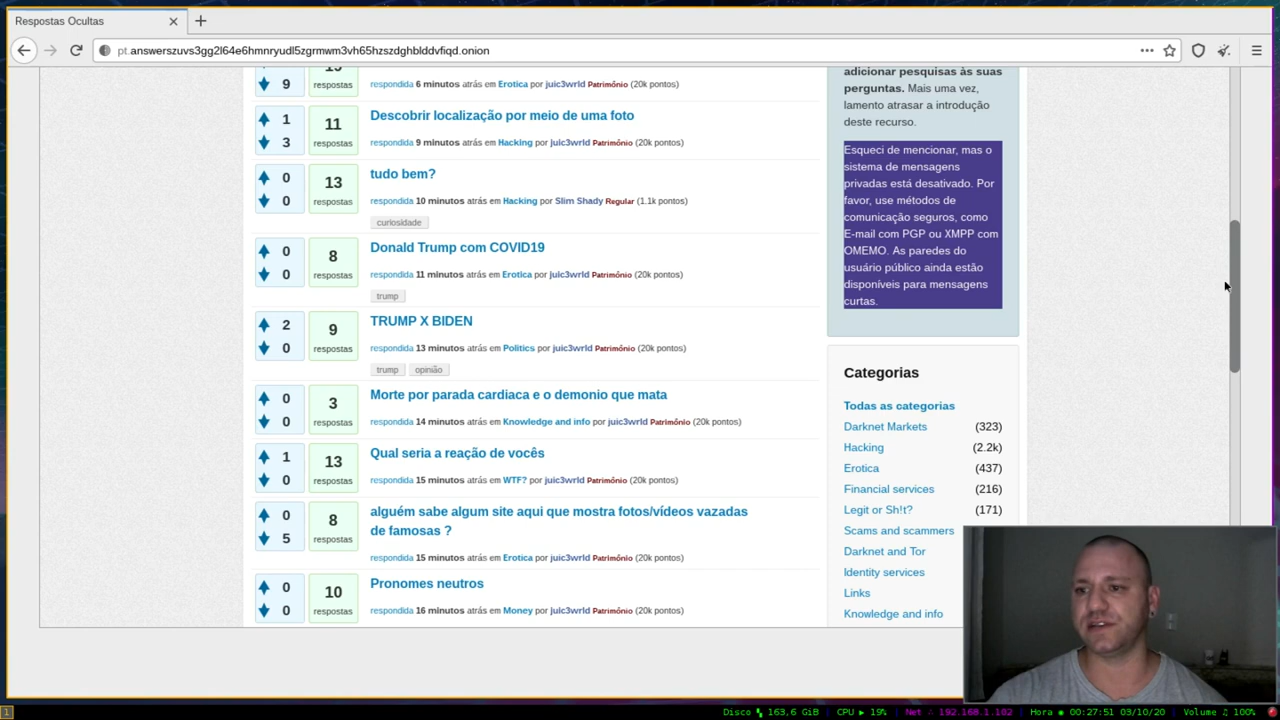 Respostas Ocultas
pt.answerszuvs3gg2l64e6hmnryudl5zgrmwm3vh65hzszdghblddvfiqd.onion
9 respostas
respondida 6 minutos atrás em Erotica por juic3wrld Património (20k pontos)
1 11 Descobrir localização por meio de uma foto
3 respostas respondida 9 minutos atrás em Hacking por juic3wrld Património (20k pontos)
0 13 tudo bem?
0 respostas respondida 10 minutos atrás em Hacking por Slim Shady Regular (1.1k pontos)
curiosidade
0 8 Donald Trump com COVID19
0 respostas respondida 11 minutos atrás em Erotica por juic3wrld Património (20k pontos)
trump
2 9 TRUMP X BIDEN
0 respostas respondida 13 minutos atrás em Politics por juic3wrld Património (20k pontos)
trump opinião
0 3 Morte por parada cardiaca e o demonio que mata
0 respostas respondida 14 minutos atrás em Knowledge and info por juic3wrld Património (20k pontos)
1 13 Qual seria a reação de vocês
0 respostas respondida 15 minutos atrás em WTF? por juic3wrld Património (20k pontos)
0 8 alguém sabe algum site aqui que mostra fotos/vídeos vazadas
5 respostas de famosas ?
respondida 15 minutos atrás em Erotica por juic3wrld Património (20k pontos)
0 10 Pronomes neutros
0 respostas respondida 16 minutos atrás em Money por juic3wrld Património (20k pontos)
adicionar pesquisas às suas
perguntas. Mais uma vez,
lamento atrasar a introdução
deste recurso.
Esqueci de mencionar, mas o
sistema de mensagens
privadas está desativado. Por
favor, use métodos de
comunicação seguros, como
E-mail com PGP ou XMPP com
OMEMO. As paredes do
usuário público ainda estão
disponíveis para mensagens
curtas.
Categorias
Todas as categorias
Darknet Markets (323)
Hacking (2.2k)
Erotica (437)
Financial services (216)
Legit or Sh!t? (171)
Scams and scammers
Darknet and Tor
Identity services
Links
Knowledge and info
1 Disco 163,6 GiB CPU 19% Net 192.168.1.102 Hora 00:27:51 03/10/20 Volume 100%